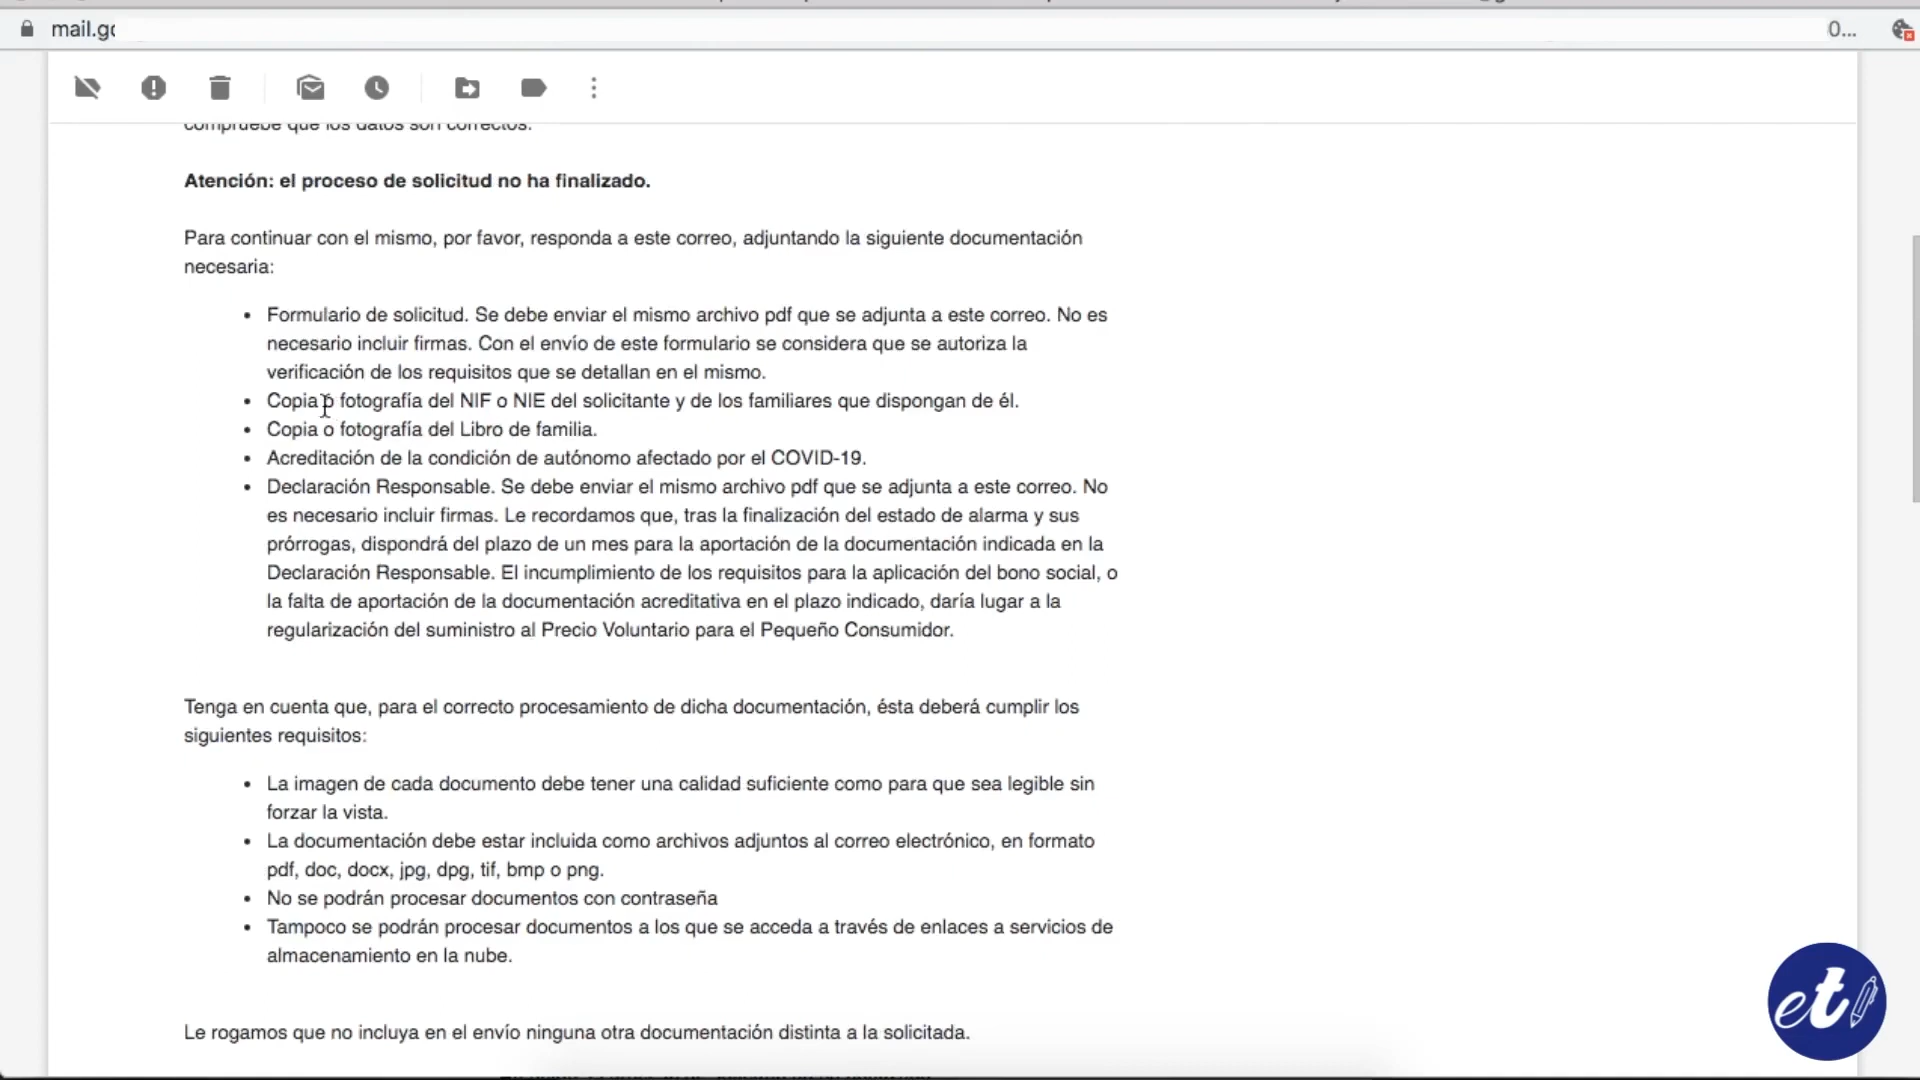 mail.go
0...
compruebe que los datos son correctos.
Atención: el proceso de solicitud no ha finalizado.
Para continuar con el mismo, por favor, responda a este correo, adjuntando la siguiente documentación
necesaria:
• Formulario de solicitud. Se debe enviar el mismo archivo pdf que se adjunta a este correo. No es
necesario incluir firmas. Con el envío de este formulario se considera que se autoriza la
verificación de los requisitos que se detallan en el mismo.
• Copia o fotografía del NIF o NIE del solicitante y de los familiares que dispongan de él.
• Copia o fotografía del Libro de familia.
• Acreditación de la condición de autónomo afectado por el COVID-19.
• Declaración Responsable. Se debe enviar el mismo archivo pdf que se adjunta a este correo. No
es necesario incluir firmas. Le recordamos que, tras la finalización del estado de alarma y sus
prórrogas, dispondrá del plazo de un mes para la aportación de la documentación indicada en la
Declaración Responsable. El incumplimiento de los requisitos para la aplicación del bono social, o
la falta de aportación de la documentación acreditativa en el plazo indicado, daría lugar a la
regularización del suministro al Precio Voluntario para el Pequeño Consumidor.
Tenga en cuenta que, para el correcto procesamiento de dicha documentación, ésta deberá cumplir los
siguientes requisitos:
• La imagen de cada documento debe tener una calidad suficiente como para que sea legible sin
forzar la vista.
• La documentación debe estar incluida como archivos adjuntos al correo electrónico, en formato
pdf, doc, docx, jpg, dpg, tif, bmp o png.
• No se podrán procesar documentos con contraseña
• Tampoco se podrán procesar documentos a los que se acceda a través de enlaces a servicios de
almacenamiento en la nube.
et
Le rogamos que no incluya en el envío ninguna otra documentación distinta a la solicitada.